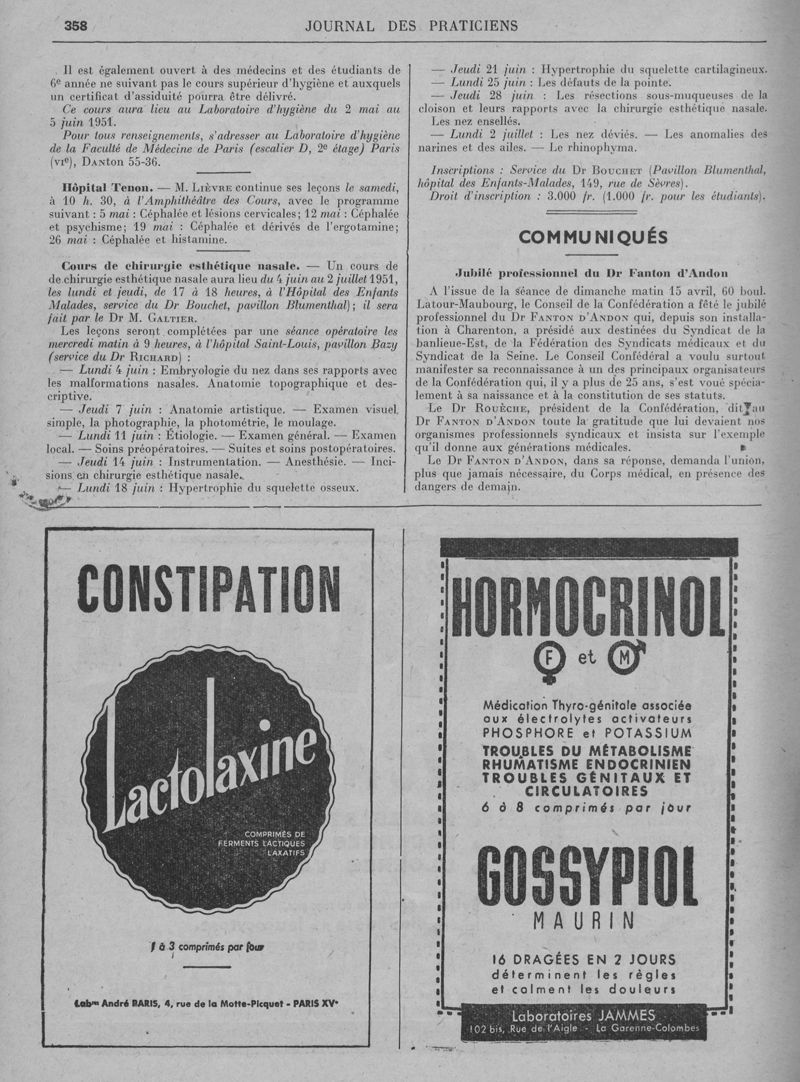 358
JOURNAL DES PRATICIENS
Il est également ouvert à des médecins et des étudiants de
6e année ne suivant pas le cours supérieur d'hygiène et auxquels
un certificat d'assiduité pourra être délivré.
Ce cours aura lieu au Laboratoire d'hygiène du 2 mai au
5 juin 1951.
Pour tous renseignements, s'adresser au Laboratoire d'hygiène
de la Faculté de Médecine de Paris (escalier D, 2e étage) Paris
(VIe), DANTON 55-36.
Hôpital Tenon. — M. LIÈVRE continue ses leçons le samedi,
à 10 h. 30, à l'Amphithéâtre des Cours, avec le programme
suivant : 5 mai : Céphalée et lésions cervicales; 12 mai : Céphalée
et psychisme; 19 mai : Céphalée et dérivés de l'ergotamine;
26 mai : Céphalée et histamine.
Cours de chirurgie esthétique nasale. — Un cours de
de chirurgie esthétique nasale aura lieu du 4 juin au 2 juillet 1951,
les lundi et jeudi, de 17 à 18 heures, à l'Hôpital des Enfants
Malades, service du Dr Bouchet, pavillon Blumenthal) ; il sera
fait par le Dr M. GALTIER.
Les leçons seront complétées par une séance opératoire les
mercredi matin à 9 heures, à l'hôpital Saint-Louis, pavillon Bazy
(service du Dr RICHARD) :
— Lundi 4 juin : Embryologie du nez dans ses rapports avec
les malformations nasales. Anatomie topographique et des-
criptive.
— Jeudi 7 juin : Anatomie artistique. — Examen visuel
simple, la photographie, la photométrie, le moulage.
— Lundi 11 juin : Étiologie. — Examen général. — Examen
local. — Soins préopératoires. — Suites et soins postopératoires.
— Jeudi 14 juin : Instrumentation. — Anesthésie. — Inci-
sions en chirurgie esthétique nasale.
— Lundi 18 juin : Hypertrophie du squelette osseux.
— Jeudi 21 juin : Hypertrophie du squelette cartilagineux.
— Lundi 25 juin : Les défauts de la pointe.
— Jeudi 28 juin : Les résections sous-muqueuses de la
cloison et leurs rapports avec la chirurgie esthétique nasale.
Les nez ensellés.
— Lundi 2 juillet : Les nez déviés. — Les anomalies des
narines et des ailes. — Le rhinophyma.
Inscriptions : Service du Dr BOUCHET (Pavillon Blumenthal,
hôpital des Enfants-Malades, 149, rue de Sèvres).
Droit d'inscription : 3.000 fr. (1.000 fr. pour les étudiants).
COMMUNIQUÉS
Jubilé professionnel du Dr Fanton d'Andon
A l'issue de la séance de dimanche matin 15 avril, 60 boul.
Latour-Maubourg, le Conseil de la Confédération a fêté le jubilé
professionnel du Dr FANTON D'ANDON qui, depuis son installa-
tion à Charenton, a présidé aux destinées du Syndicat de la
banlieue-Est, de la Fédération des Syndicats médicaux et du
Syndicat de la Seine. Le Conseil Confédéral a voulu surtout
manifester sa reconnaissance à un des principaux organisateurs
de la Confédération qui, il y a plus de 25 ans, s'est voué spécia-
lement à sa naissance et à la constitution de ses statuts.
Le Dr ROUÈCHE, président de la Confédération, dit au
Dr FANTON D'ANDON toute la gratitude que lui devaient nos
organismes professionnels syndicaux et insista sur l'exemple
qu'il donne aux générations médicales.
Le Dr FANTON D'ANDON, dans sa réponse, demanda l'union,
plus que jamais nécessaire, du Corps médical, en présence des
dangers de demain.
CONSTIPATION
Lactolaxine
COMPRIMÉS DE
FERMENTS LACTIQUES
LAXATIFS
1 à 3 comprimés par jour
Labres André PARIS, 4, rue de la Motte-Picquet - PARIS XVe
HORMOCRINOL
F et M
Médication Thyro-génitale associée
aux électrolytes activateurs
PHOSPHORE et POTASSIUM
TROUBLES DU MÉTABOLISME
RHUMATISME ENDOCRINIEN
TROUBLES GÉNITAUX ET
CIRCULATOIRES
6 à 8 comprimés par jour
GOSSYPIOL
MAURIN
16 DRAGÉES EN 2 JOURS
déterminent les règles
et calment les douleurs
Laboratoires JAMMES
102 bis, Rue de l'Aigle - La Garenne-Colombes